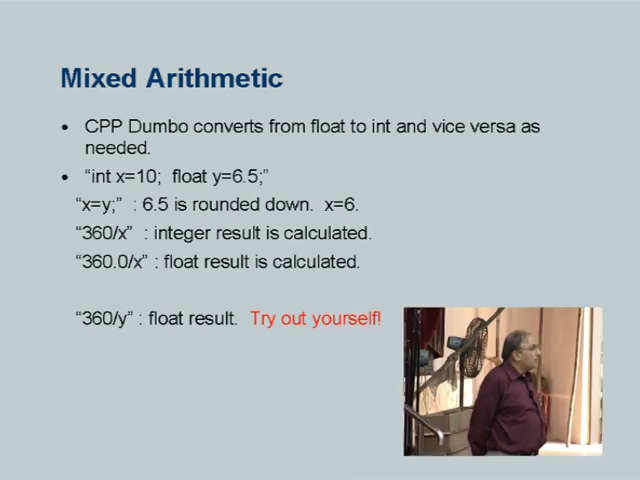 Mixed Arithmetic
• CPP Dumbo converts from float to int and vice versa as
needed.
• “int x=10;  float y=6.5;”
“x=y;”  : 6.5 is rounded down.  x=6.
“360/x”  : integer result is calculated.
“360.0/x” : float result is calculated.
“360/y” : float result.  Try out yourself!